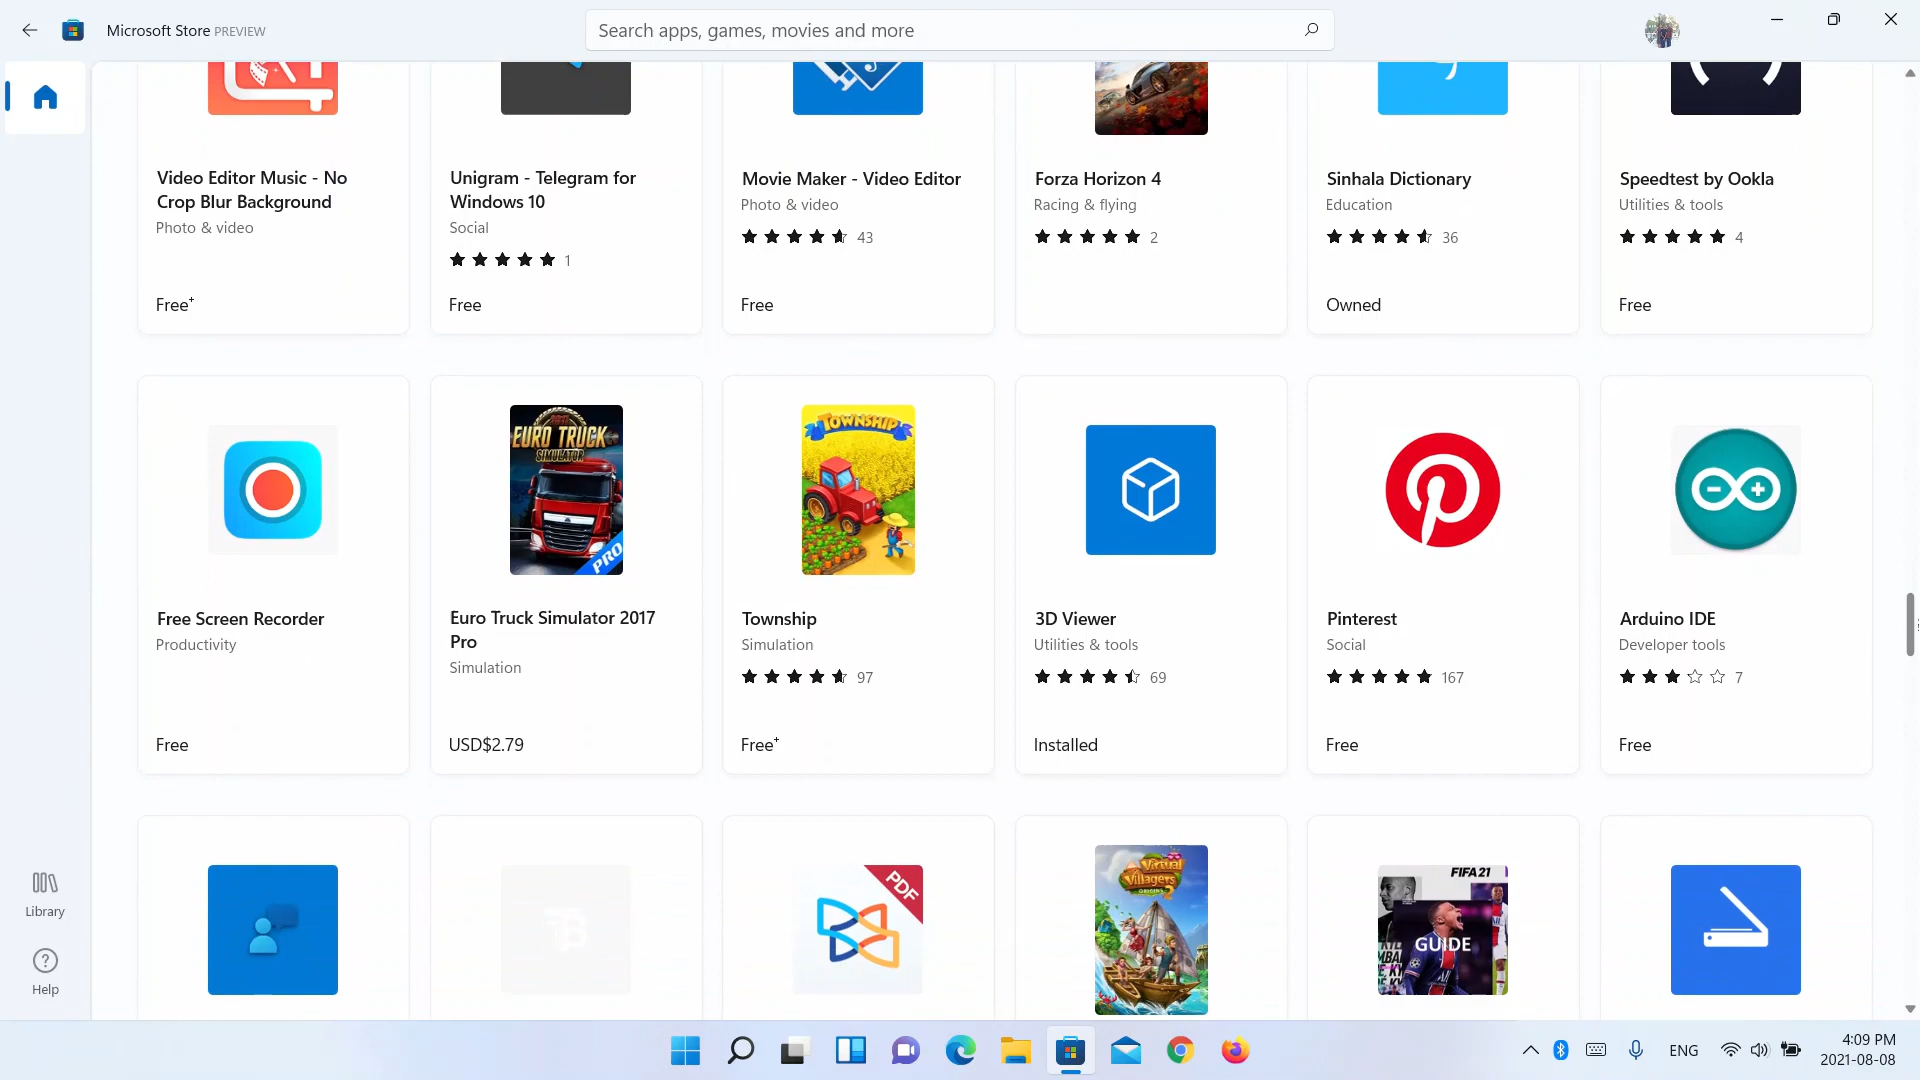 Microsoft Store PREVIEW
Search apps, games, movies and more
Video Editor Music - No
Crop Blur Background
Photo & video
Free+
Unigram - Telegram for
Windows 10
Social
1
Free
Movie Maker - Video Editor
Photo & video
43
Free
Forza Horizon 4
Racing & flying
2
Sinhala Dictionary
Education
36
Owned
Speedtest by Ookla
Utilities & tools
4
Free
Free Screen Recorder
Productivity
Free
2017
EURO TRUCK
SIMULATOR
PRO
Euro Truck Simulator 2017
Pro
Simulation
USD$2.79
TOWNSHIP
Township
Simulation
97
Free+
3D Viewer
Utilities & tools
69
Installed
Pinterest
Social
167
Free
Arduino IDE
Developer tools
7
Free
PDF
Virtual
Villagers
ORIGINS
2
FIFA 21
GUIDE
Library
Help
ENG
4:09 PM
2021-08-08